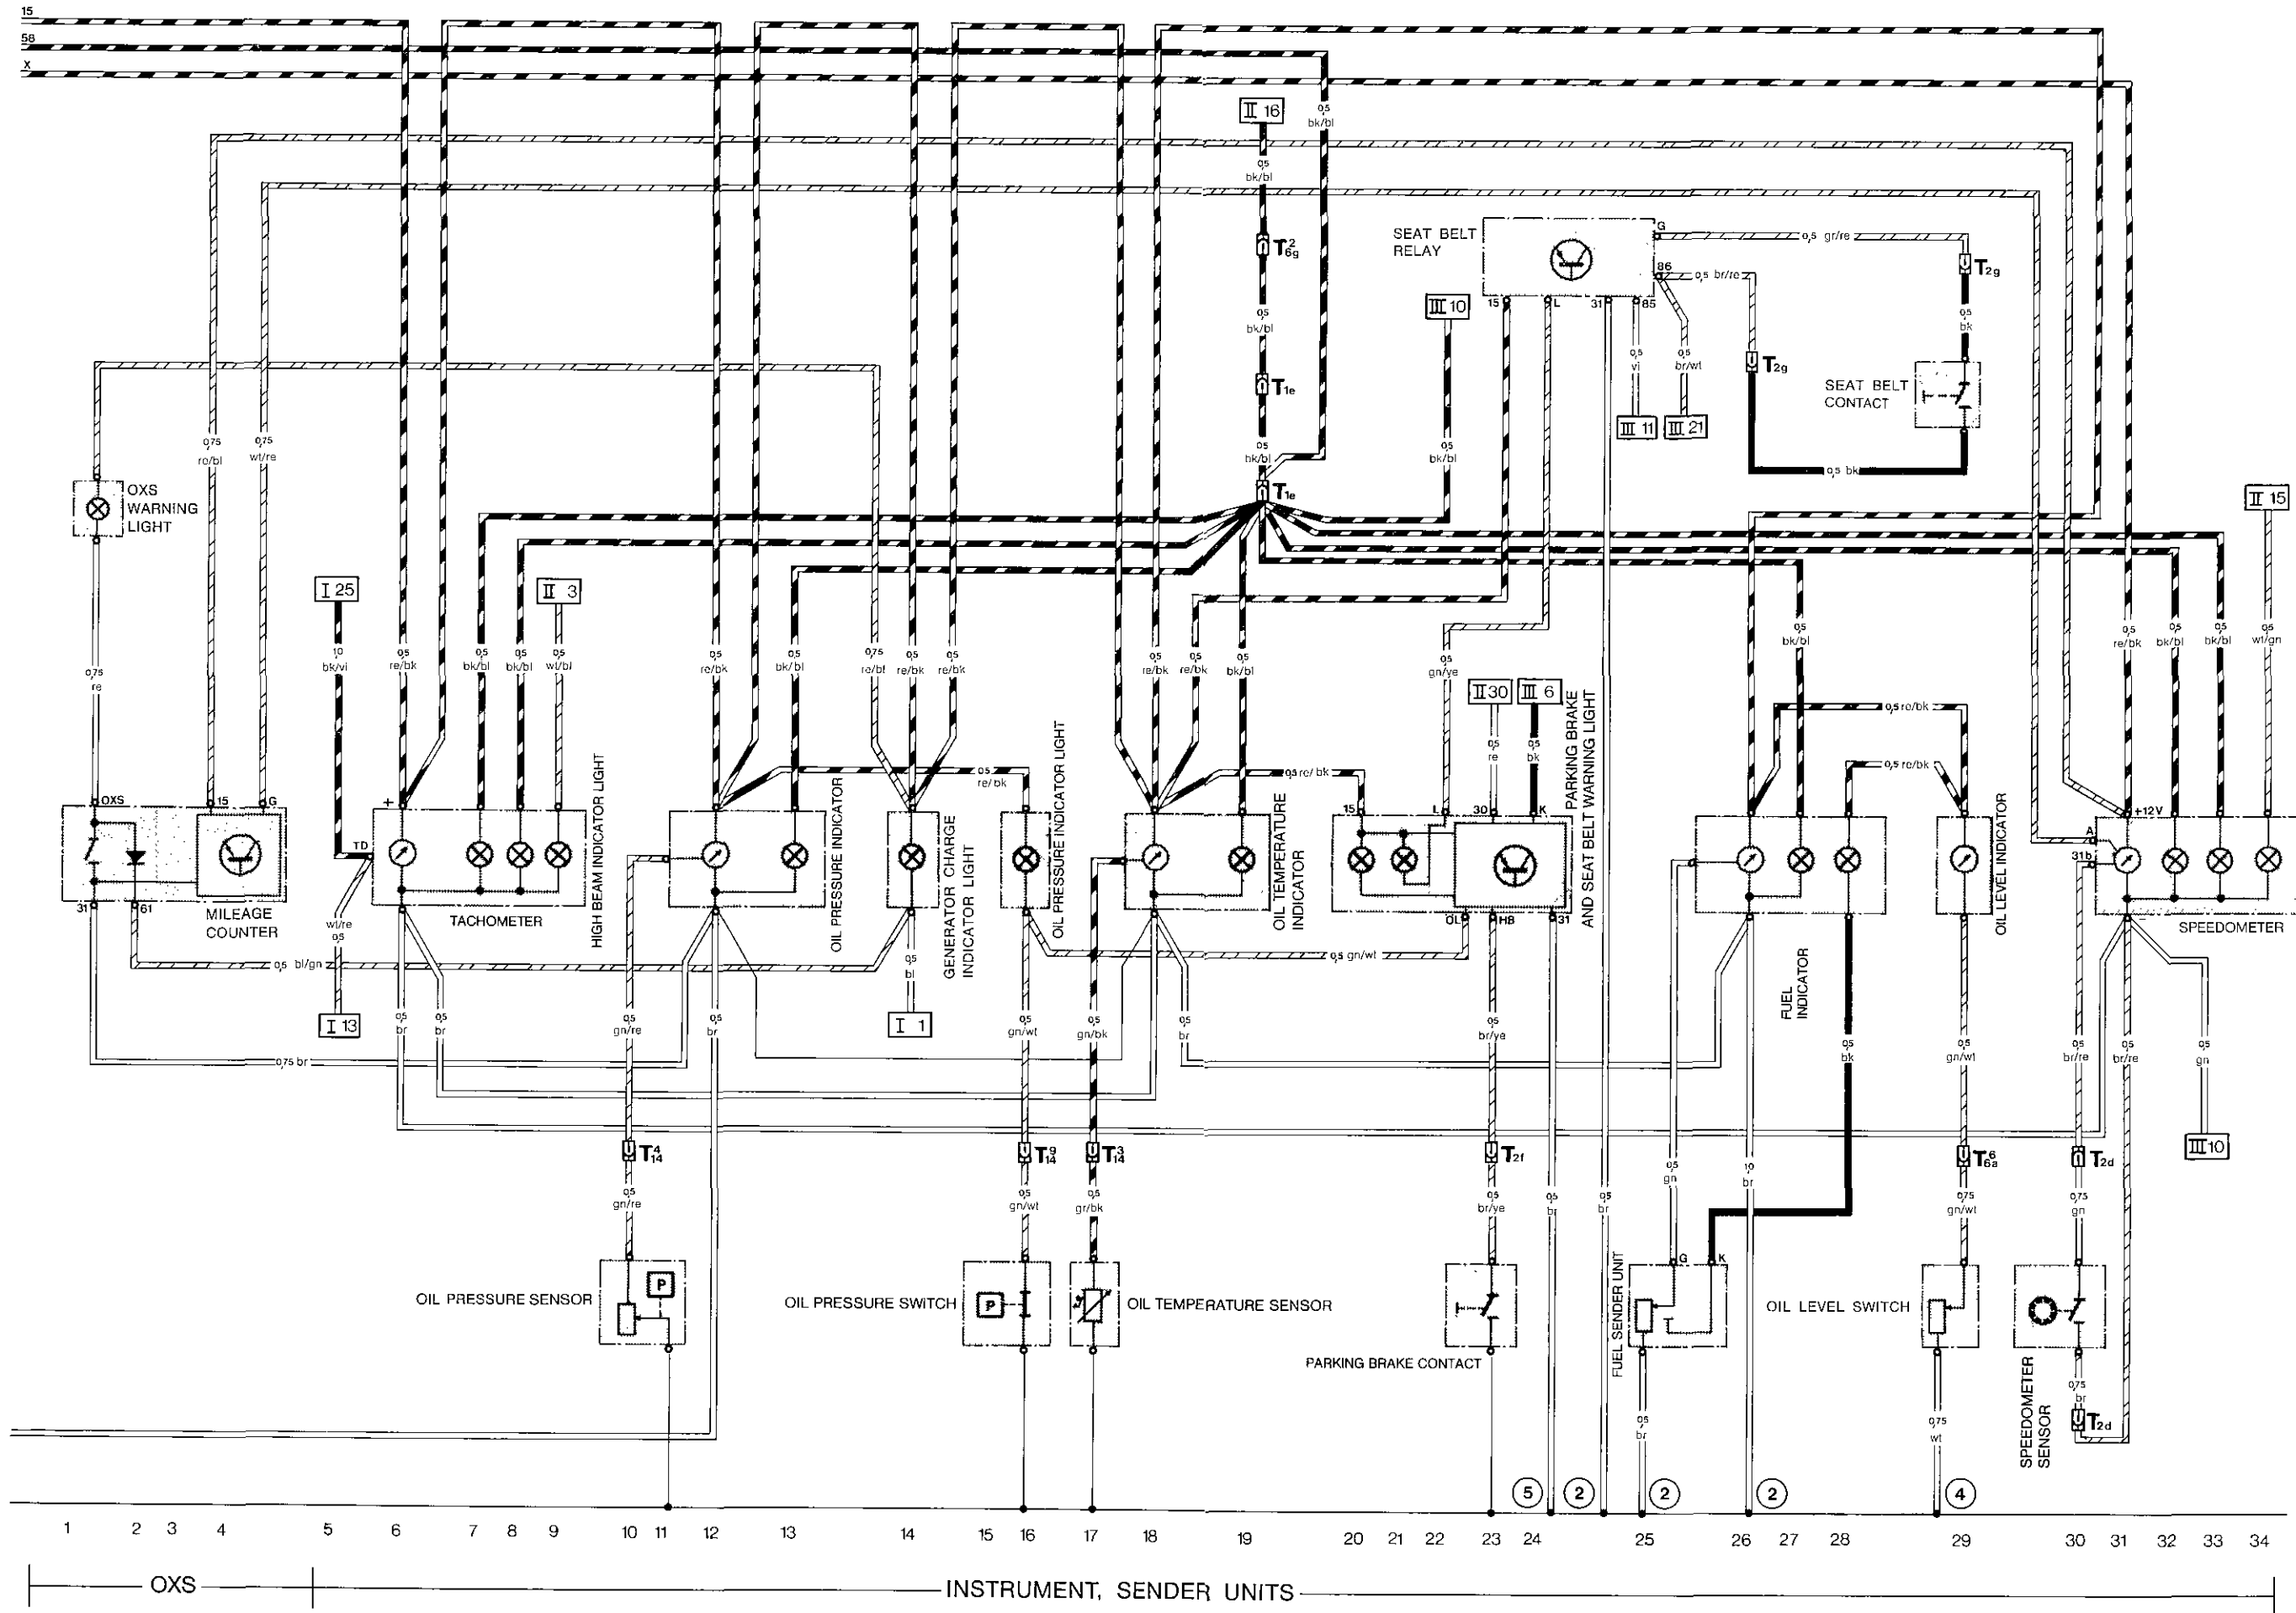 15
58
X
II 16
0,5
bk/bl
0,5
bk/bl
T 2 6g
0,5
bk/bl
T1e
0,5
bk/bl
T1e
SEAT BELT
RELAY
G
0,5 gr/re
T2g
86
0,5 br/re
15
L
31
85
III 10
0,5
bk/bl
0,5
vi
0,5
br/wt
III 11
III 21
T2g
0,5
bk
SEAT BELT
CONTACT
0,5 bk
II 15
0,75
re/bl
0,75
wt/re
OXS
WARNING
LIGHT
0,75
re
I 25
1,0
bk/vi
0,5
re/bk
0,5
bk/bl
0,5
bk/bl
II 3
0,5
wt/bl
0,5
re/bk
0,5
bk/bl
0,75
re/bl
0,5
re/bk
0,5
re/bk
0,5
re/bk
0,5
re/bk
0,5
bk/bl
0,5
gn/ye
II 30
III 6
0,5
re
0,5
bk
0,5
bk/bl
0,5
re/bk
0,5
bk/bl
0,5
bk/bl
0,5
wt/gn
0,5 re/bk
0,5 re/bk
0,5
re/bk
0,5 re/bk
OXS
15
G
31
61
MILEAGE
COUNTER
TD
+
TACHOMETER
HIGH BEAM INDICATOR LIGHT
OIL PRESSURE INDICATOR
GENERATOR CHARGE
INDICATOR LIGHT
OIL PRESSURE INDICATOR LIGHT
OIL TEMPERATURE
INDICATOR
15
L
30
K
OL
HB
31
PARKING BRAKE
AND SEAT BELT WARNING LIGHT
FUEL
INDICATOR
OIL LEVEL INDICATOR
+12V
A
31b
SPEEDOMETER
wt/re
0,5
I 13
0,5 bl/gn
0,5
bl
I 1
0,5 gn/wt
0,5
br
0,5
br
0,75 br
0,5
gn/re
0,5
br
0,5
gn/wt
0,5
gn/bk
0,5
br
0,5
br/ye
0,5
bk
0,5
gn/wt
0,5
br/re
0,5
br/re
0,5
gn
III 10
T 4 14
T 9 14
T 3 14
T2f
T 6 6a
T2d
0,5
gn/re
0,5
gn/wt
0,5
gr/bk
0,5
br/ye
0,5
br
0,5
br
0,5
gn
1,0
br
0,75
gn/wt
0,75
gn
OIL PRESSURE SENSOR
P
OIL PRESSURE SWITCH
P
OIL TEMPERATURE SENSOR
PARKING BRAKE CONTACT
FUEL SENDER UNIT
G
K
OIL LEVEL SWITCH
SPEEDOMETER
SENSOR
0,5
br
0,75
wt
0,75
br
T2d
5
2
2
2
4
1 2 3 4 5 6 7 8 9 10 11 12 13 14 15 16 17 18 19 20 21 22 23 24 25 26 27 28 29 30 31 32 33 34
OXS
INSTRUMENT, SENDER UNITS